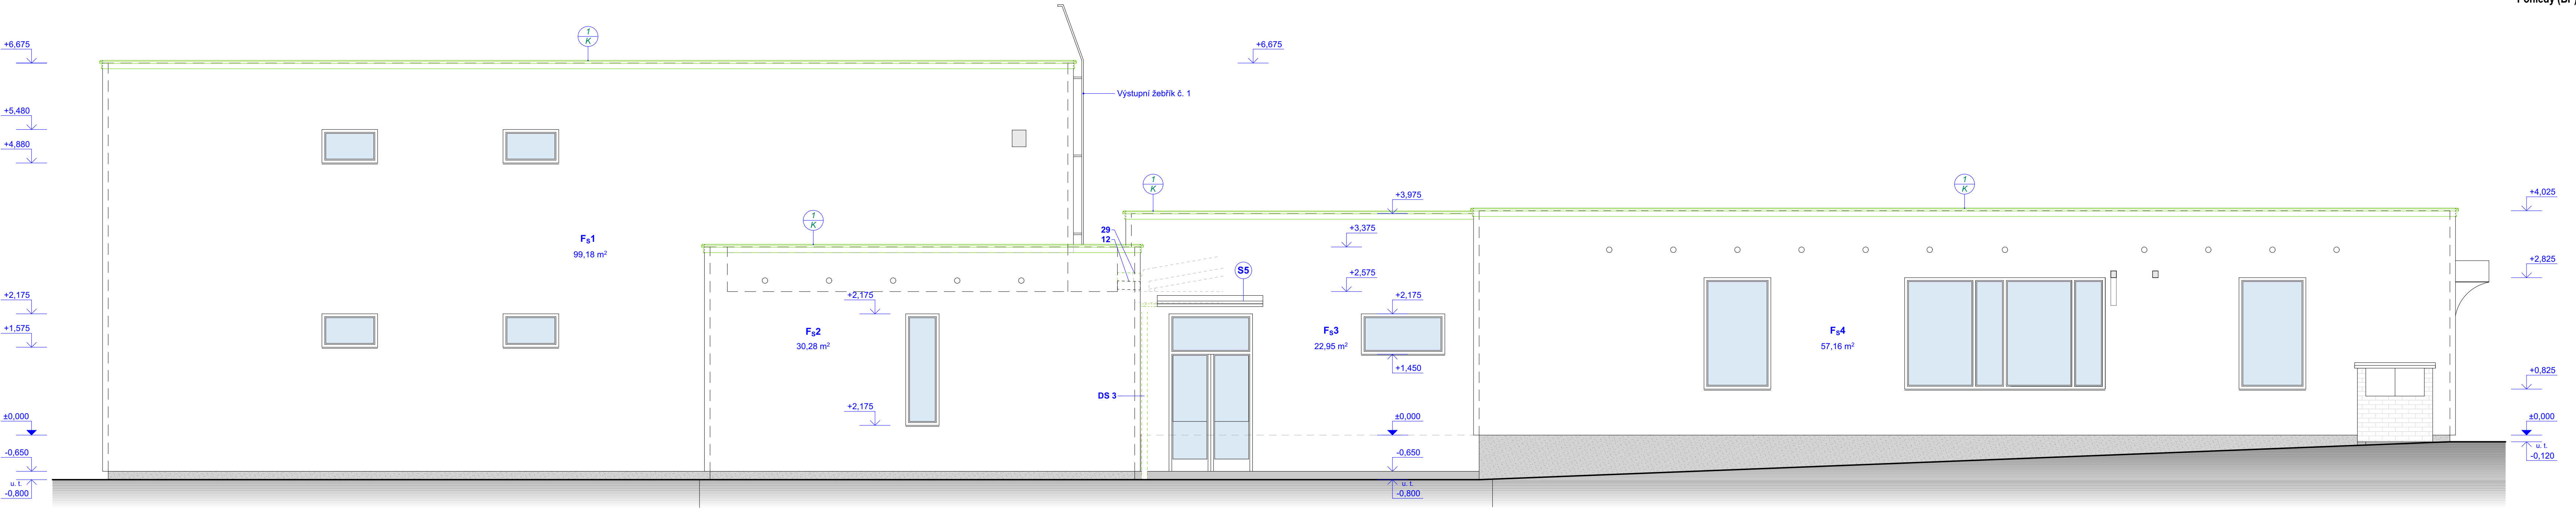 Pohledy (BP)
+6,675
+5,480
+4,880
+2,175
+1,575
±0,000
-0,650
u. t.
-0,800
1
K
FS1
99,18 m²
1
K
FS2
30,28 m²
+2,175
+2,175
Výstupní žebřík č. 1
29
12
DS 3
1
K
S5
+6,675
+3,975
+3,375
+2,575
+2,175
FS3
22,95 m²
+1,450
±0,000
-0,650
u. t.
-0,800
1
K
FS4
57,16 m²
+4,025
+2,825
+0,825
±0,000
u. t.
-0,120